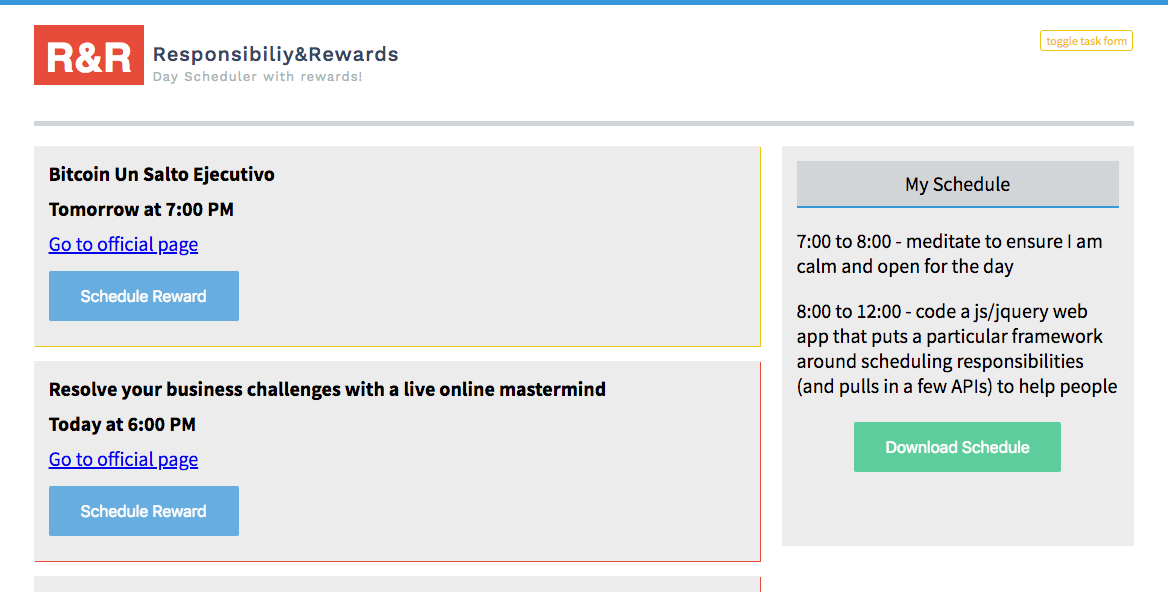 R&R
Responsibiliy&Rewards
Day Scheduler with rewards!
toggle task form
Bitcoin Un Salto Ejecutivo
Tomorrow at 7:00 PM
Go to official page
Schedule Reward
Resolve your business challenges with a live online mastermind
Today at 6:00 PM
Go to official page
Schedule Reward
My Schedule
7:00 to 8:00 - meditate to ensure I am
calm and open for the day
8:00 to 12:00 - code a js/jquery web
app that puts a particular framework
around scheduling responsibilities
(and pulls in a few APIs) to help people
Download Schedule